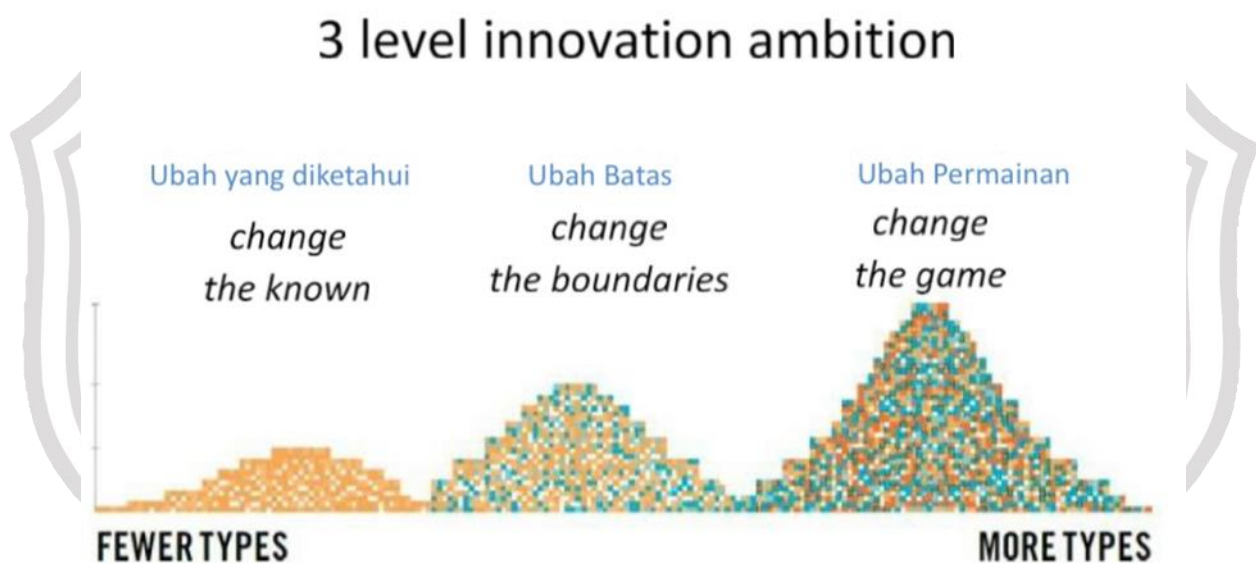 3 level innovation ambition
Ubah yang diketahui
change
the known
Ubah Batas
change
the boundaries
Ubah Permainan
change
the game
FEWER TYPES
MORE TYPES